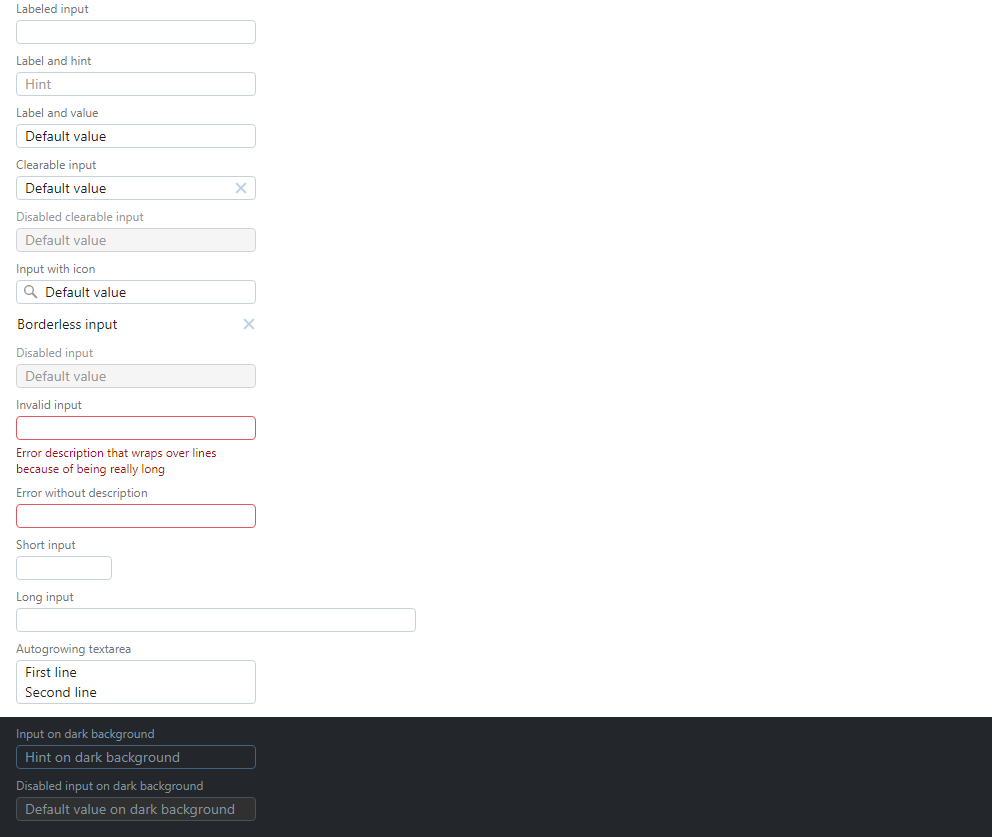 Labeled input
Label and hint
Hint
Label and value
Default value
Clearable input
Default value
Disabled clearable input
Default value
Input with icon
Default value
Borderless input
Disabled input
Default value
Invalid input
Error description that wraps over lines
because of being really long
Error without description
Short input
Long input
Autogrowing textarea
First line
Second line
Input on dark background
Hint on dark background
Disabled input on dark background
Default value on dark background